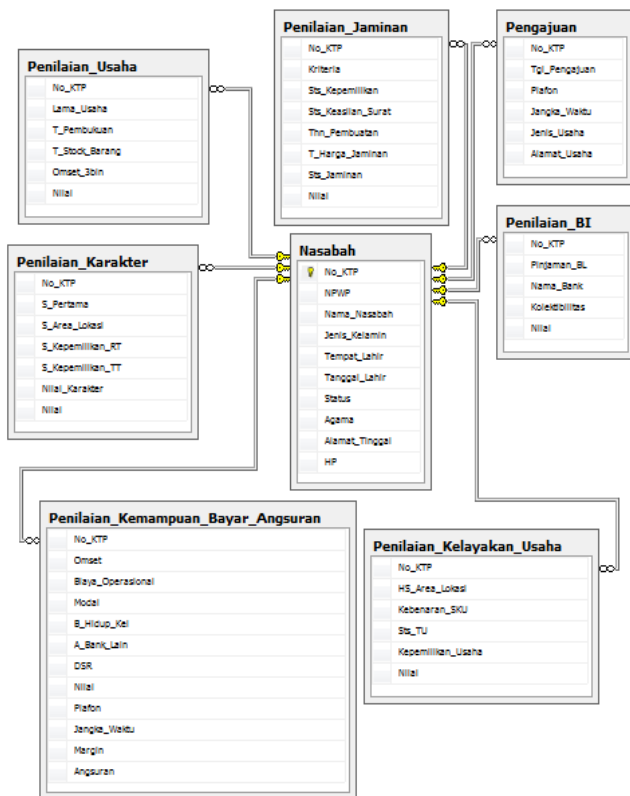 Penilaian_Usaha
No_KTP
Lama_Usaha
T_Pembukuan
T_Stock_Barang
Omset_3bln
Nilai
Penilaian_Jaminan
No_KTP
Kriteria
Sts_Kepemilikan
Sts_Keaslian_Surat
Thn_Pembuatan
T_Harga_Jaminan
Sts_Jaminan
Nilai
Pengajuan
No_KTP
Tgl_Pengajuan
Plafon
Jangka_Waktu
Jenis_Usaha
Alamat_Usaha
Penilaian_Karakter
No_KTP
S_Pertama
S_Area_Lokasi
S_Kepemilikan_RT
S_Kepemilikan_TT
Nilai_Karakter
Nilai
Nasabah
No_KTP
NPWP
Nama_Nasabah
Jenis_Kelamin
Tempat_Lahir
Tanggal_Lahir
Status
Agama
Alamat_Tinggal
HP
Penilaian_BI
No_KTP
Pinjaman_BL
Nama_Bank
Kolektibilitas
Nilai
Penilaian_Kemampuan_Bayar_Angsuran
No_KTP
Omset
Biaya_Operasional
Modal
B_Hidup_Kel
A_Bank_Lain
DSR
Nilai
Plafon
Jangka_Waktu
Margin
Angsuran
Penilaian_Kelayakan_Usaha
No_KTP
HS_Area_Lokasi
Kebenaran_SKU
Sts_TU
Kepemilikan_Usaha
Nilai